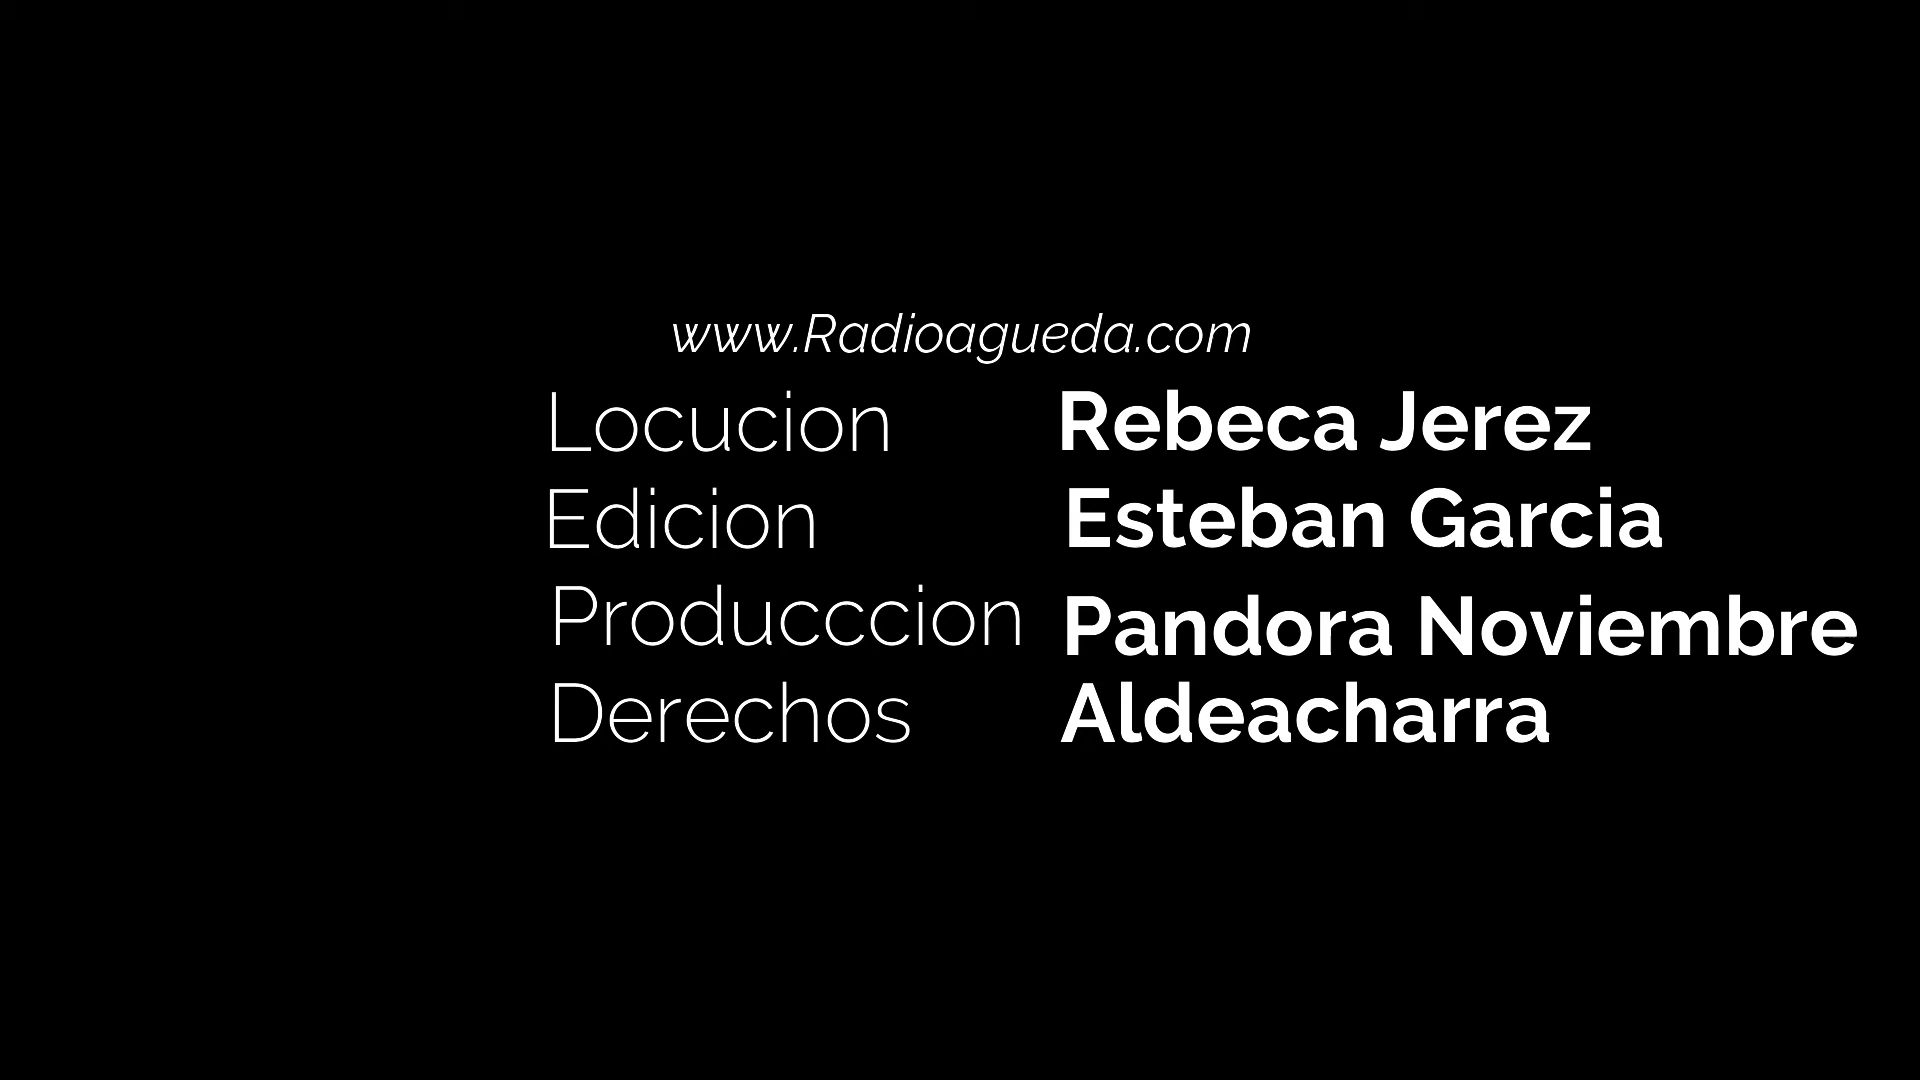 www.Radioagueda.com
Locucion Rebeca Jerez
Edicion Esteban Garcia
Producccion Pandora Noviembre
Derechos Aldeacharra